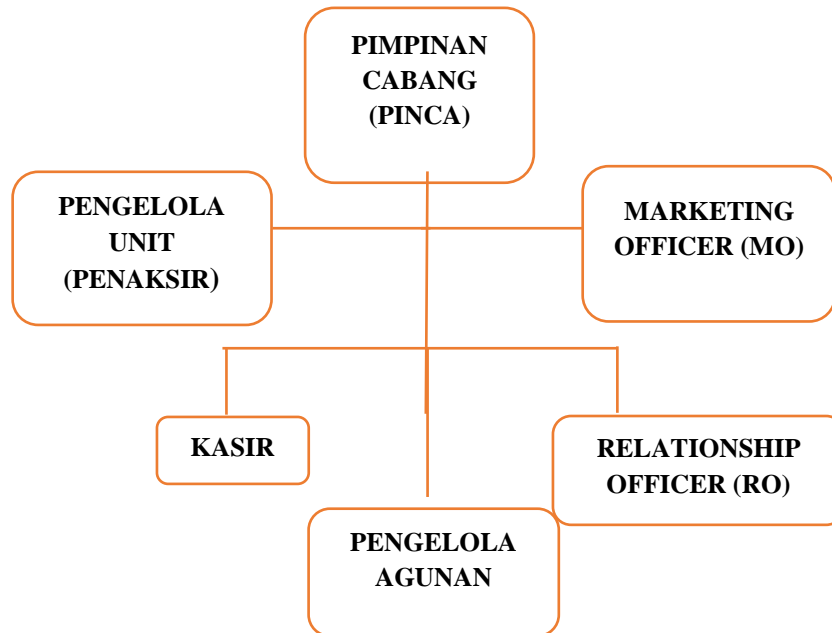 PIMPINAN
CABANG
(PINCA)
PENGELOLA
UNIT
(PENAKSIR)
MARKETING
OFFICER (MO)
KASIR
RELATIONSHIP
OFFICER (RO)
PENGELOLA
AGUNAN